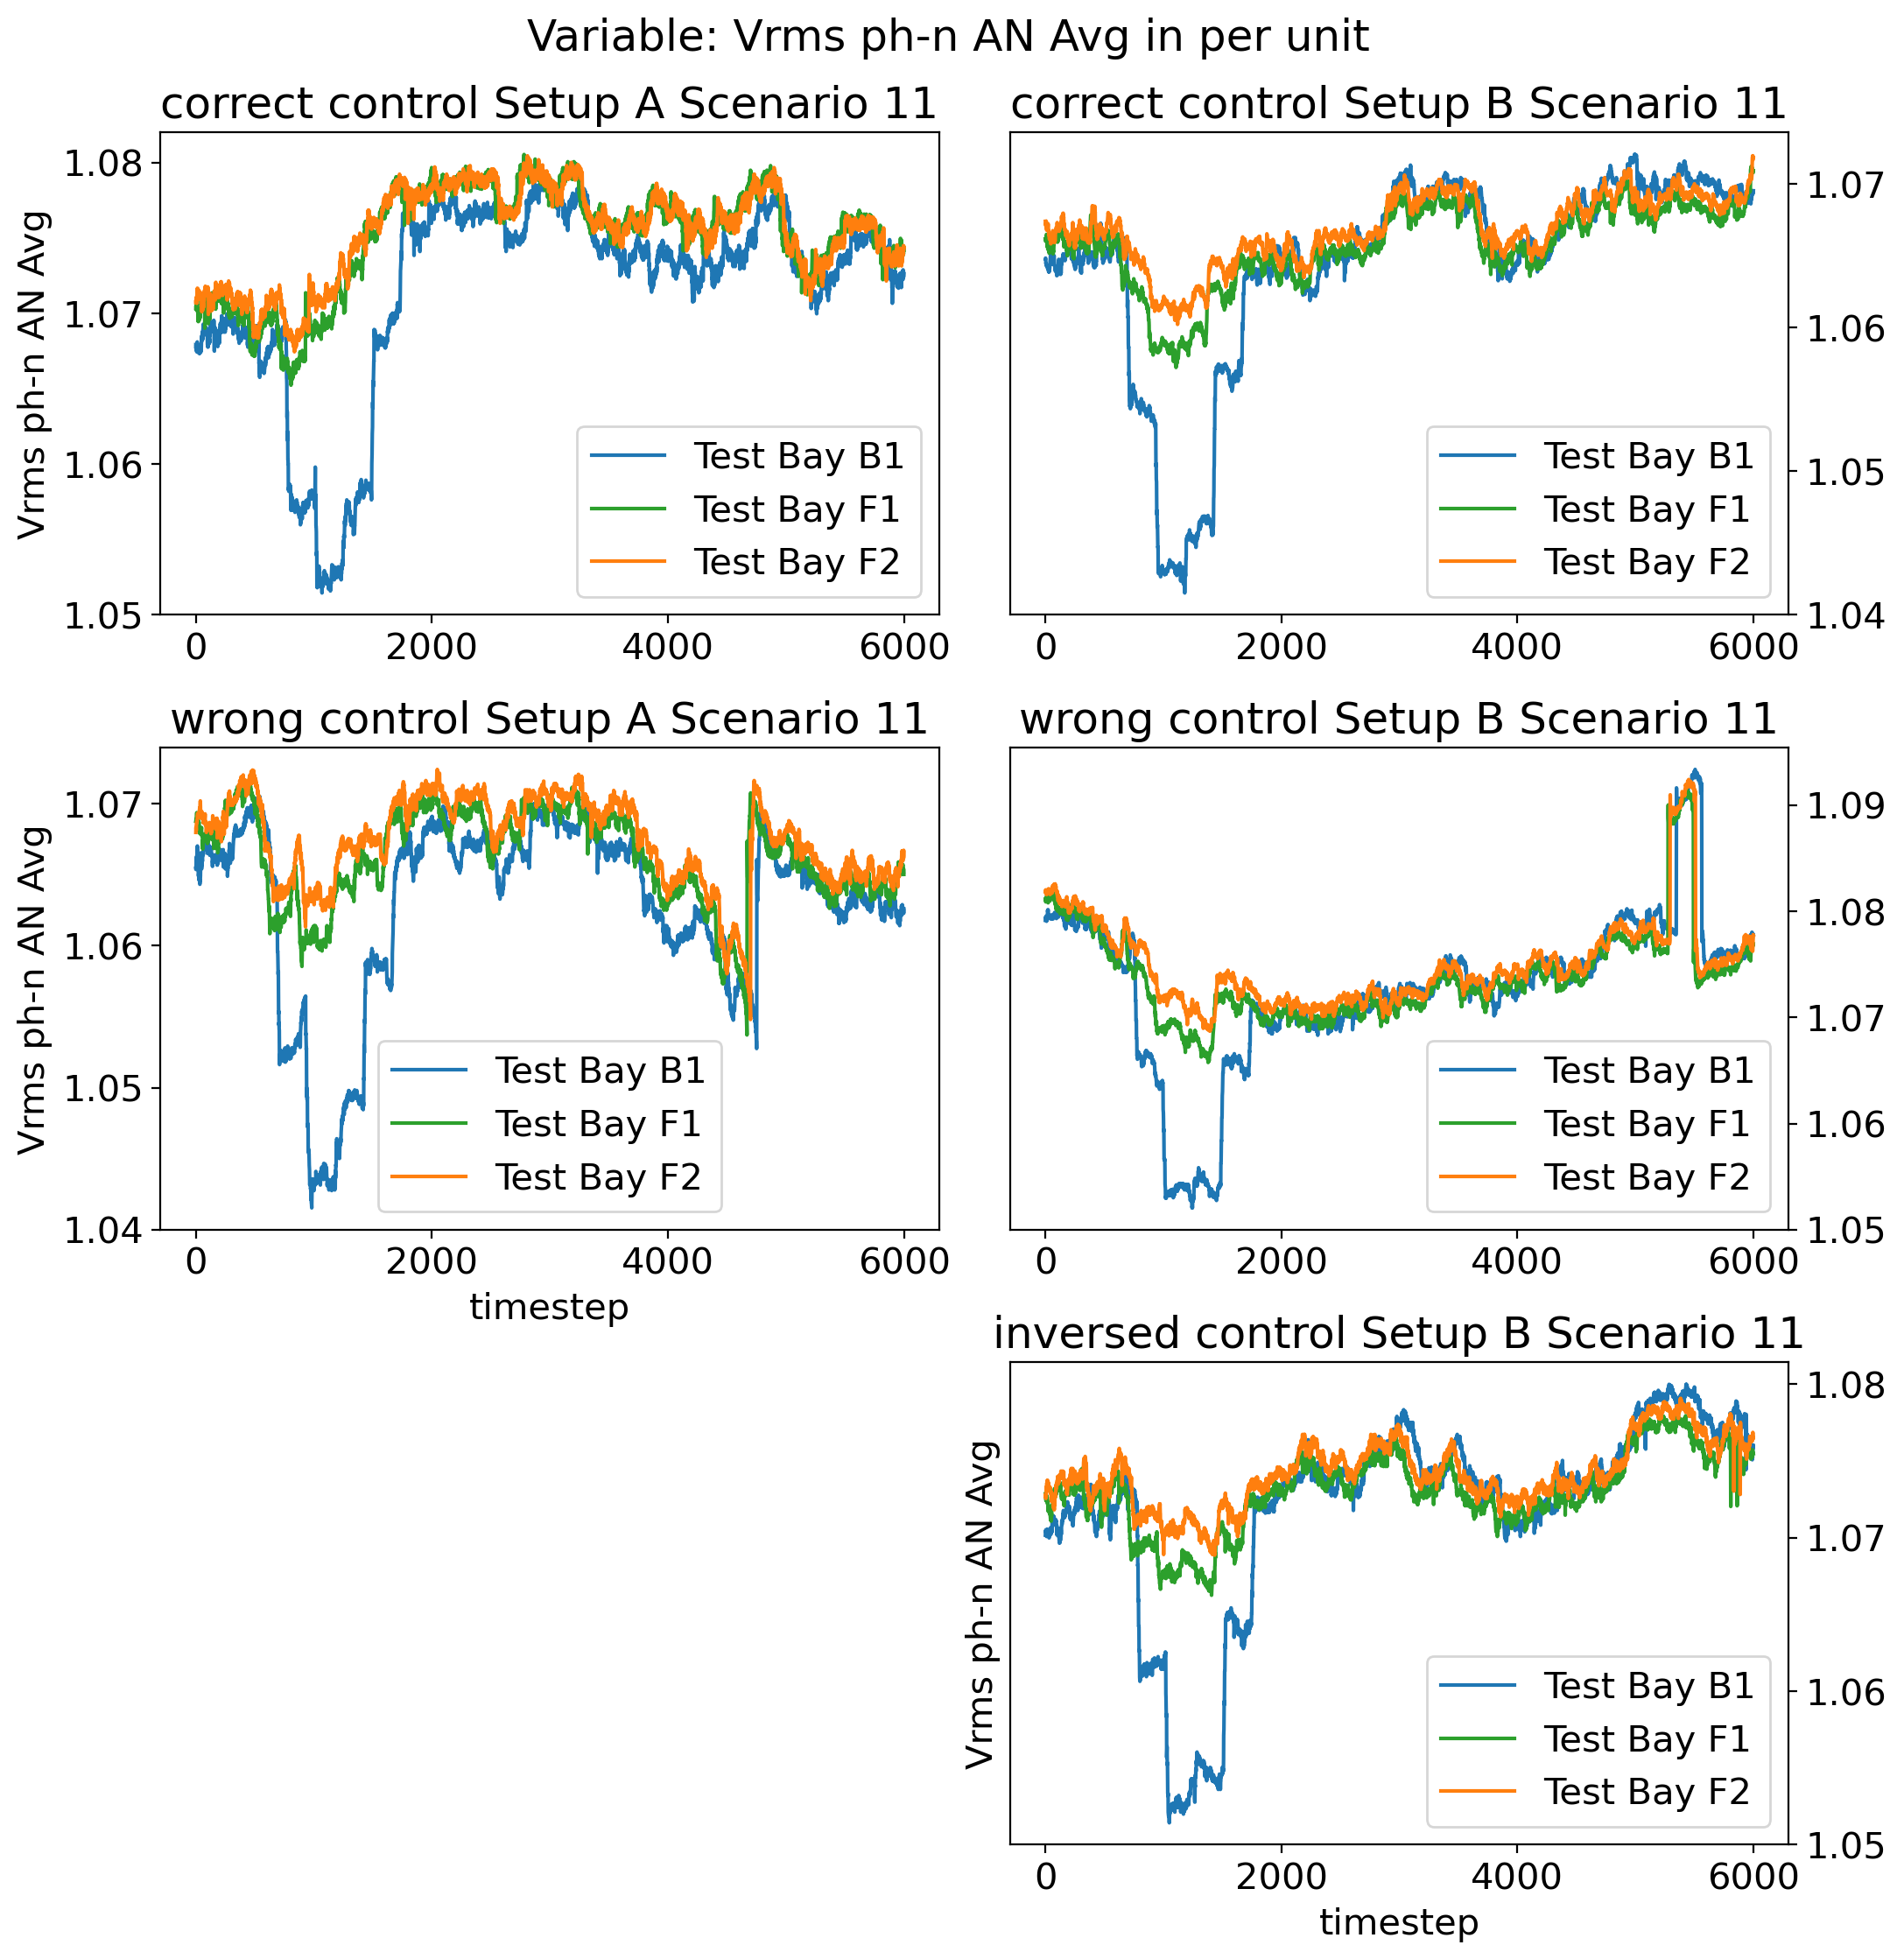 Variable: Vrms ph-n AN Avg in per unit
correct control Setup A Scenario 11
Vrms ph-n AN Avg
1.08
1.07
1.06
1.05
0
2000
4000
6000
Test Bay B1
Test Bay F1
Test Bay F2
correct control Setup B Scenario 11
1.07
1.06
1.05
1.04
0
2000
4000
6000
Test Bay B1
Test Bay F1
Test Bay F2
wrong control Setup A Scenario 11
Vrms ph-n AN Avg
1.07
1.06
1.05
1.04
0
2000
4000
6000
timestep
Test Bay B1
Test Bay F1
Test Bay F2
wrong control Setup B Scenario 11
1.09
1.08
1.07
1.06
1.05
0
2000
4000
6000
Test Bay B1
Test Bay F1
Test Bay F2
inversed control Setup B Scenario 11
Vrms ph-n AN Avg
1.08
1.07
1.06
1.05
0
2000
4000
6000
timestep
Test Bay B1
Test Bay F1
Test Bay F2